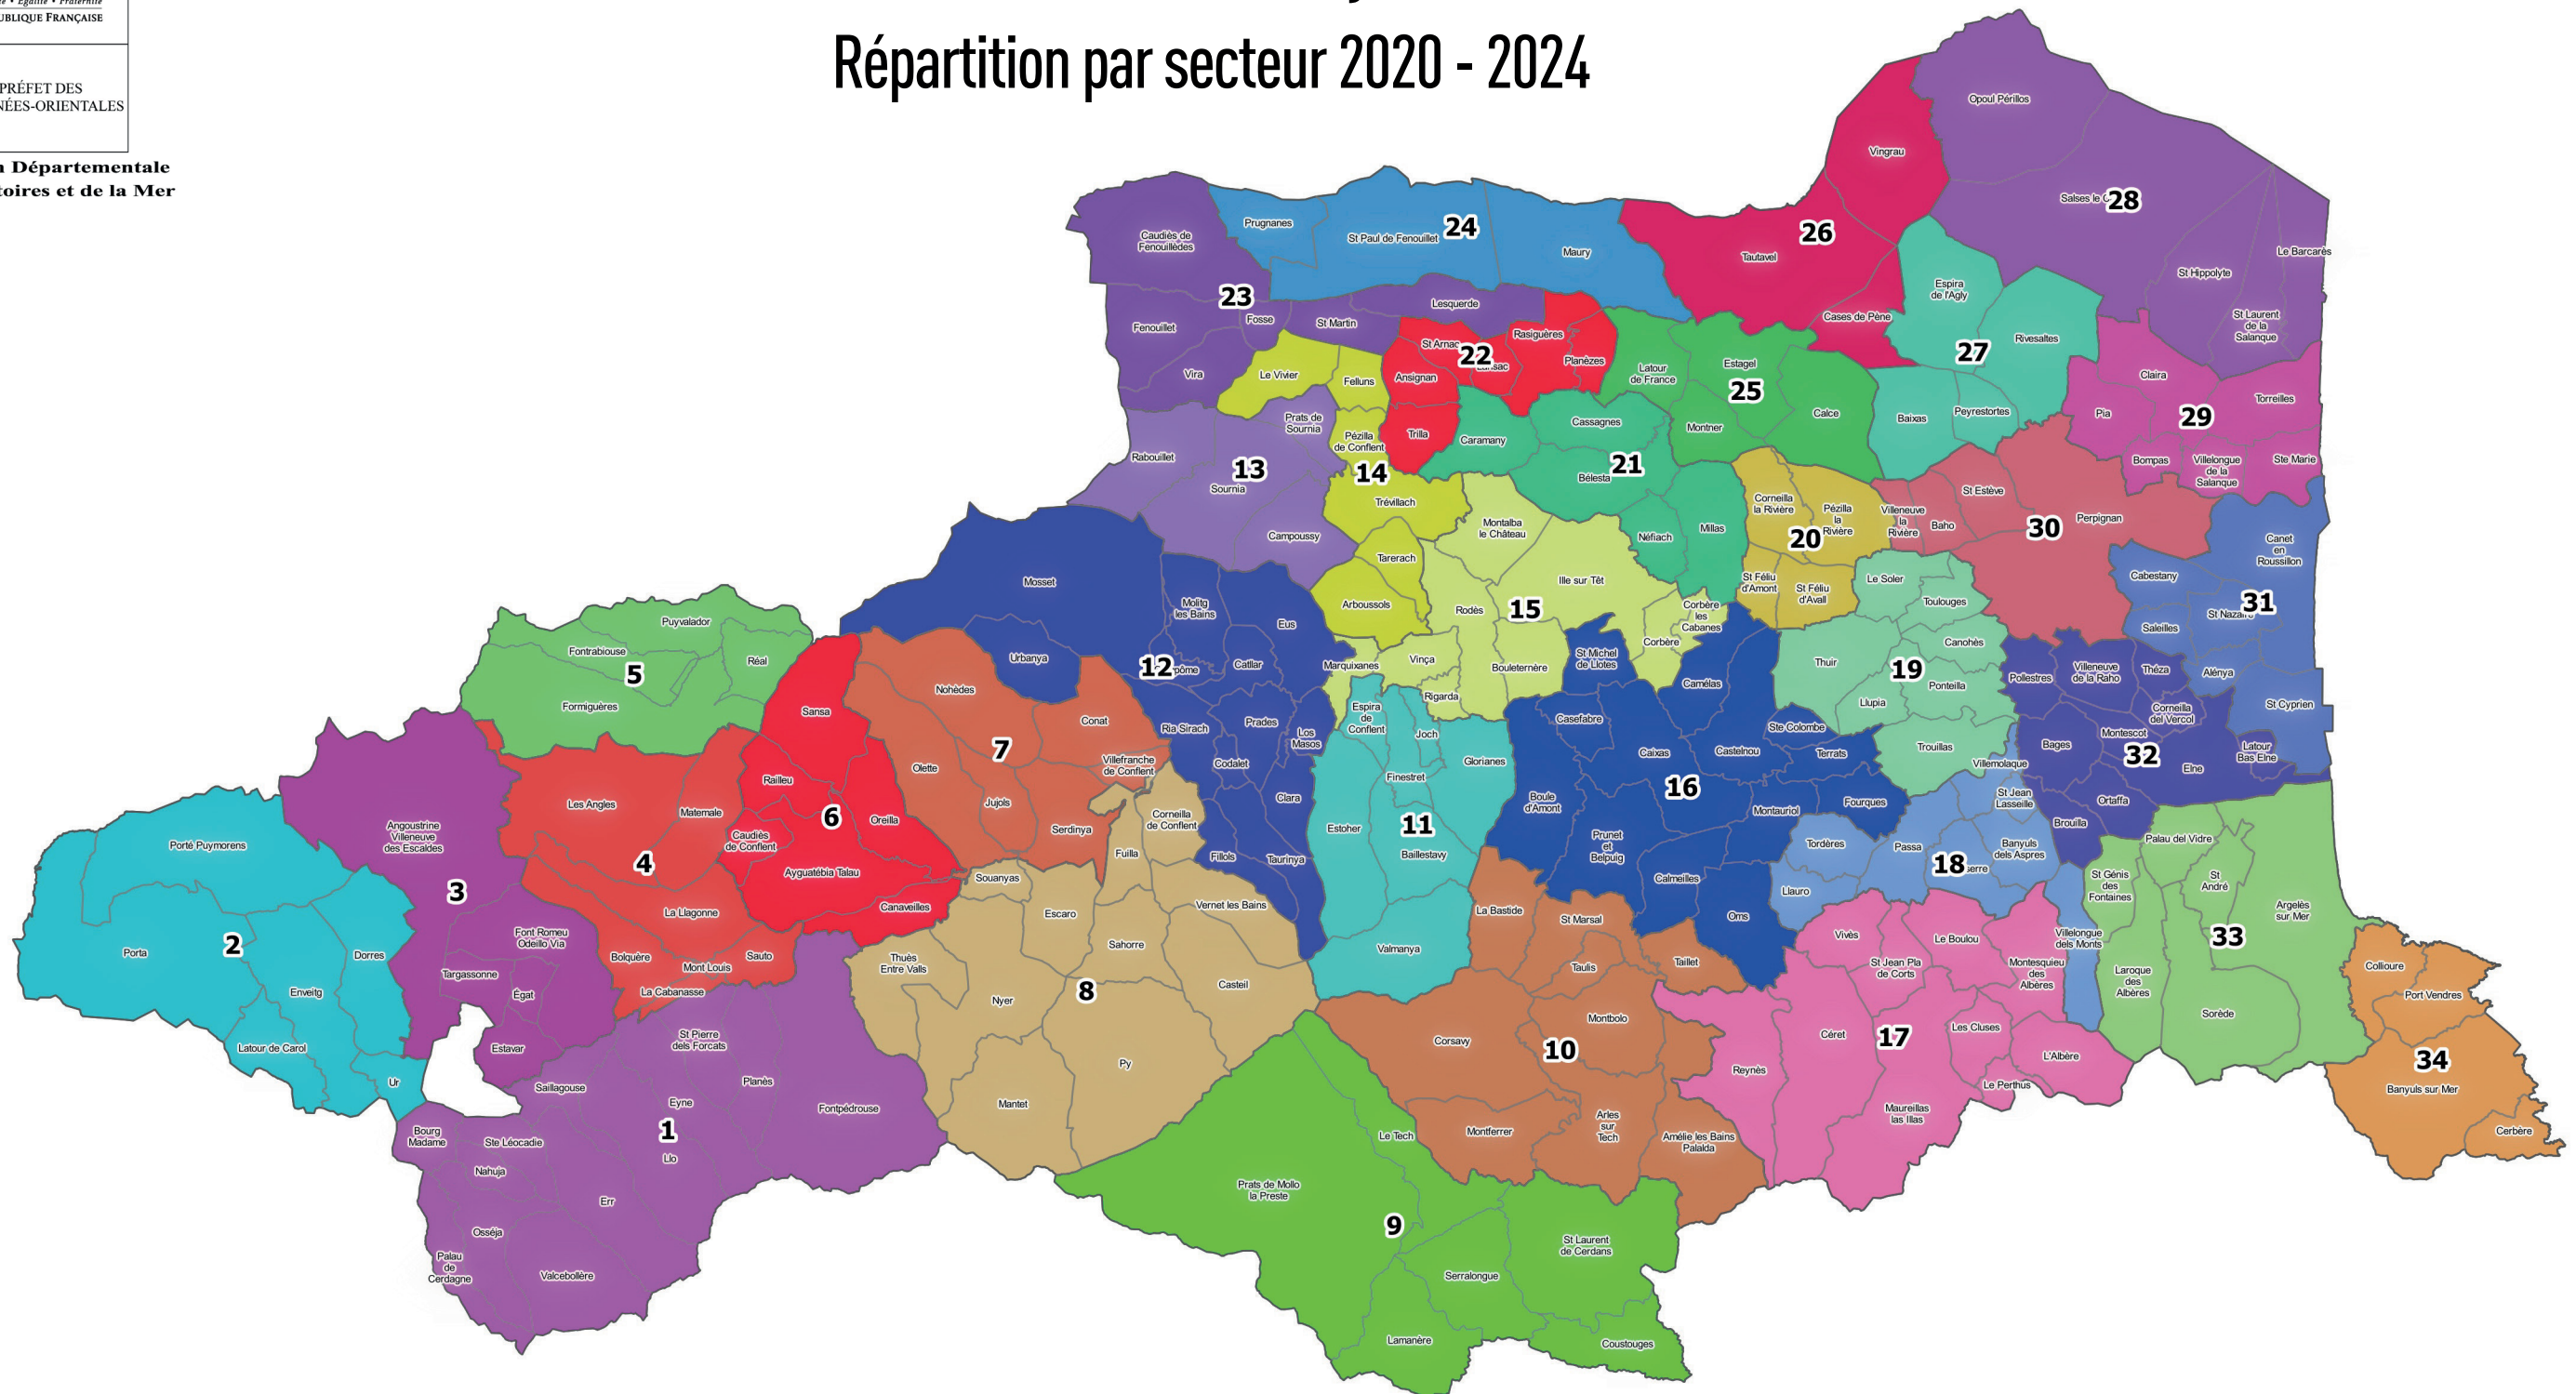 UBLIQUE FRANÇAISE
PRÉFET DES
NÉES-ORIENTALES
Départementale
toires et de la Mer
Répartition par secteur 2020 - 2024
Opoul Périllos
Vingrau
Salses le
28
Tautavel
26
Cases de Pène
St Hippolyte
Le Barcarès
St Laurent
de la
Salanque
Caudiès de
Fenouillèdes
Prugnanes
St Paul de Fenouillet
24
Maury
23
Fenouillet
Fosse
St Martin
Lesquerde
Vira
Le Vivier
Felluns
St Arnac
22
Rasiguères
Planèzes
Ansignan
Trilla
Latour
de France
Estagel
25
Montner
Calce
Espira
de l'Agly
Rivesaltes
27
Baixas
Peyrestortes
Claira
Torreilles
Pia
29
Bompas
Villelongue
de la
Salanque
Ste Marie
Prats de
Sournia
Rabouillet
13
Sournia
Campoussy
Pézilla
de Conflent
14
Trévillach
Tarerach
Arboussols
Caramany
Cassagnes
21
Bélesta
Néfiach
Millas
Montalba
le Château
Ille sur Têt
15
Rodès
Corbère
les
Cabanes
Corbère
Marquixanes
Vinça
Bouleternère
Rigarda
Corneilla
la Rivière
Pézilla
la
Rivière
20
St Féliu
d'Amont
St Féliu
d'Avall
Villeneuve
la
Rivière
Baho
St Estève
30
Perpignan
Canet
en
Roussillon
Cabestany
31
Saleilles
Alénya
St Cyprien
Le Soler
Toulouges
Canohès
Thuir
19
Ponteilla
Llupia
Trouillas
Pollestres
Villeneuve
de la Raho
Théza
Corneilla
del Vercol
Montescot
Bages
32
Elne
Latour
Bas Elne
Ortaffa
Brouilla
Mosset
Molitg
les Bains
Eus
Urbanya
12
Catllar
Ria Sirach
Prades
Los
Masos
Codalet
Clara
Fillols
Taurinya
Puyvalador
Fontrabiouse
5
Réal
Formiguères
Sansa
Railleu
6
Oreilla
Caudiès
de Conflent
Ayguatébia Talau
Canaveilles
Nohèdes
Conat
7
Olette
Villefranche
de Conflent
Jujols
Serdinya
Espira
de
Conflent
Joch
Glorianes
Finestret
11
Estoher
Baillestavy
Valmanya
St Michel
de Llotes
Camélas
Casefabre
Caixas
Castelnou
Ste Colombe
Terrats
16
Boule
d'Amont
Montauriol
Fourques
Prunet
et
Belpuig
Calmeilles
Oms
Villemolaque
St Jean
Lasseille
Tordères
Passa
Banyuls
dels Aspres
18
Llauro
Villelongue
dels Monts
Palau del Vidre
St Génis
des
Fontaines
St
André
Argelès
sur Mer
33
Laroque
des
Albères
Sorède
Collioure
Port Vendres
34
Banyuls sur Mer
Cerbère
Angoustrine
Villeneuve
des Escaldes
3
Font Romeu
Odeillo Via
Targassonne
Égat
Estavar
Les Angles
Matemale
4
La Llagonne
Bolquère
Mont Louis
Sauto
La Cabanasse
Porté Puymorens
Porta
2
Dorres
Enveitg
Latour de Carol
Ur
Corneilla
de Conflent
Fuilla
Souanyas
Escaro
Vernet les Bains
Sahorre
Thuès
Entre Valls
Nyer
8
Casteil
Py
Mantet
La Bastide
St Marsal
Taulis
Taillet
Corsavy
Montbolo
10
Montferrer
Arles
sur
Tech
Amélie les Bains
Palalda
Vivès
Le Boulou
St Jean Pla
de Corts
Montesquieu
des
Albères
Céret
17
Les Cluses
L'Albère
Reynès
Le Perthus
Maureillas
las Illas
St Pierre
dels Forcats
Saillagouse
Planès
Eyne
Fontpédrouse
1
Bourg
Madame
Ste Léocadie
Llo
Nahuja
Err
Osséja
Palau
de
Cerdagne
Valcebollère
Le Tech
Prats de Mollo
la Preste
9
St Laurent
de Cerdans
Serralongue
Lamanère
Coustouges